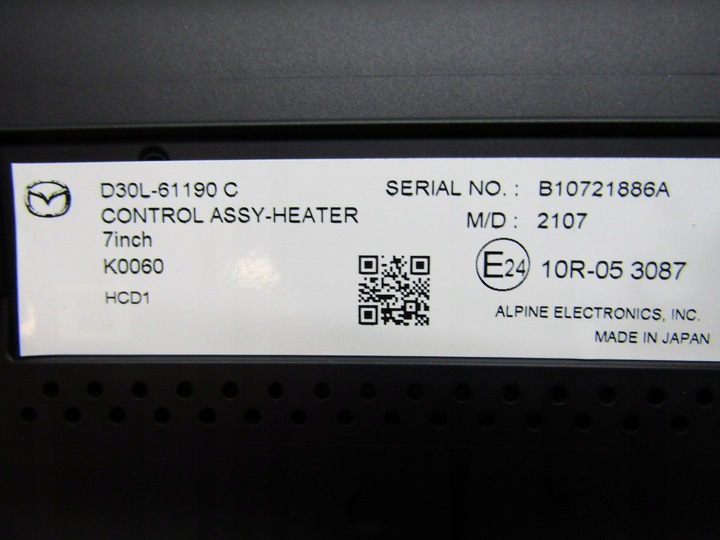 D30L-61190 C
CONTROL ASSY-HEATER
7inch
K0060
HCD1
SERIAL NO. : B10721886A
M/D : 2107
E24 10R-05 3087
ALPINE ELECTRONICS, INC.
MADE IN JAPAN